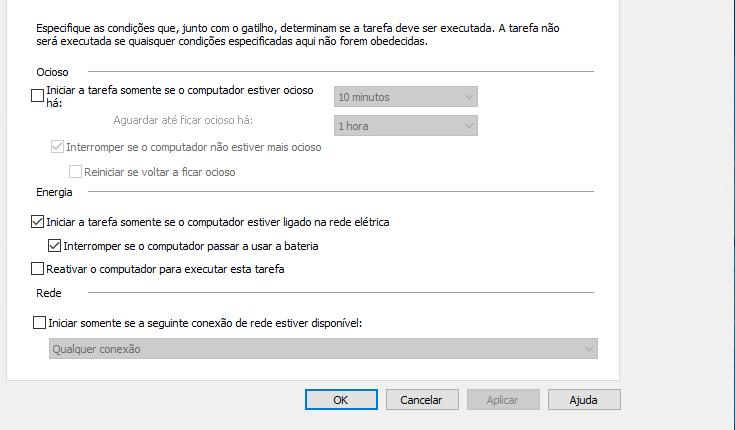 Especifique as condições que, junto com o gatilho, determinam se a tarefa deve ser executada. A tarefa não
será executada se quaisquer condições especificadas aqui não forem obedecidas.
Ocioso
Iniciar a tarefa somente se o computador estiver ocioso
há:
10 minutos
Aguardar até ficar ocioso há:
1 hora
Interromper se o computador não estiver mais ocioso
Reiniciar se voltar a ficar ocioso
Energia
Iniciar a tarefa somente se o computador estiver ligado na rede elétrica
Interromper se o computador passar a usar a bateria
Reativar o computador para executar esta tarefa
Rede
Iniciar somente se a seguinte conexão de rede estiver disponível:
Qualquer conexão
OK
Cancelar
Aplicar
Ajuda